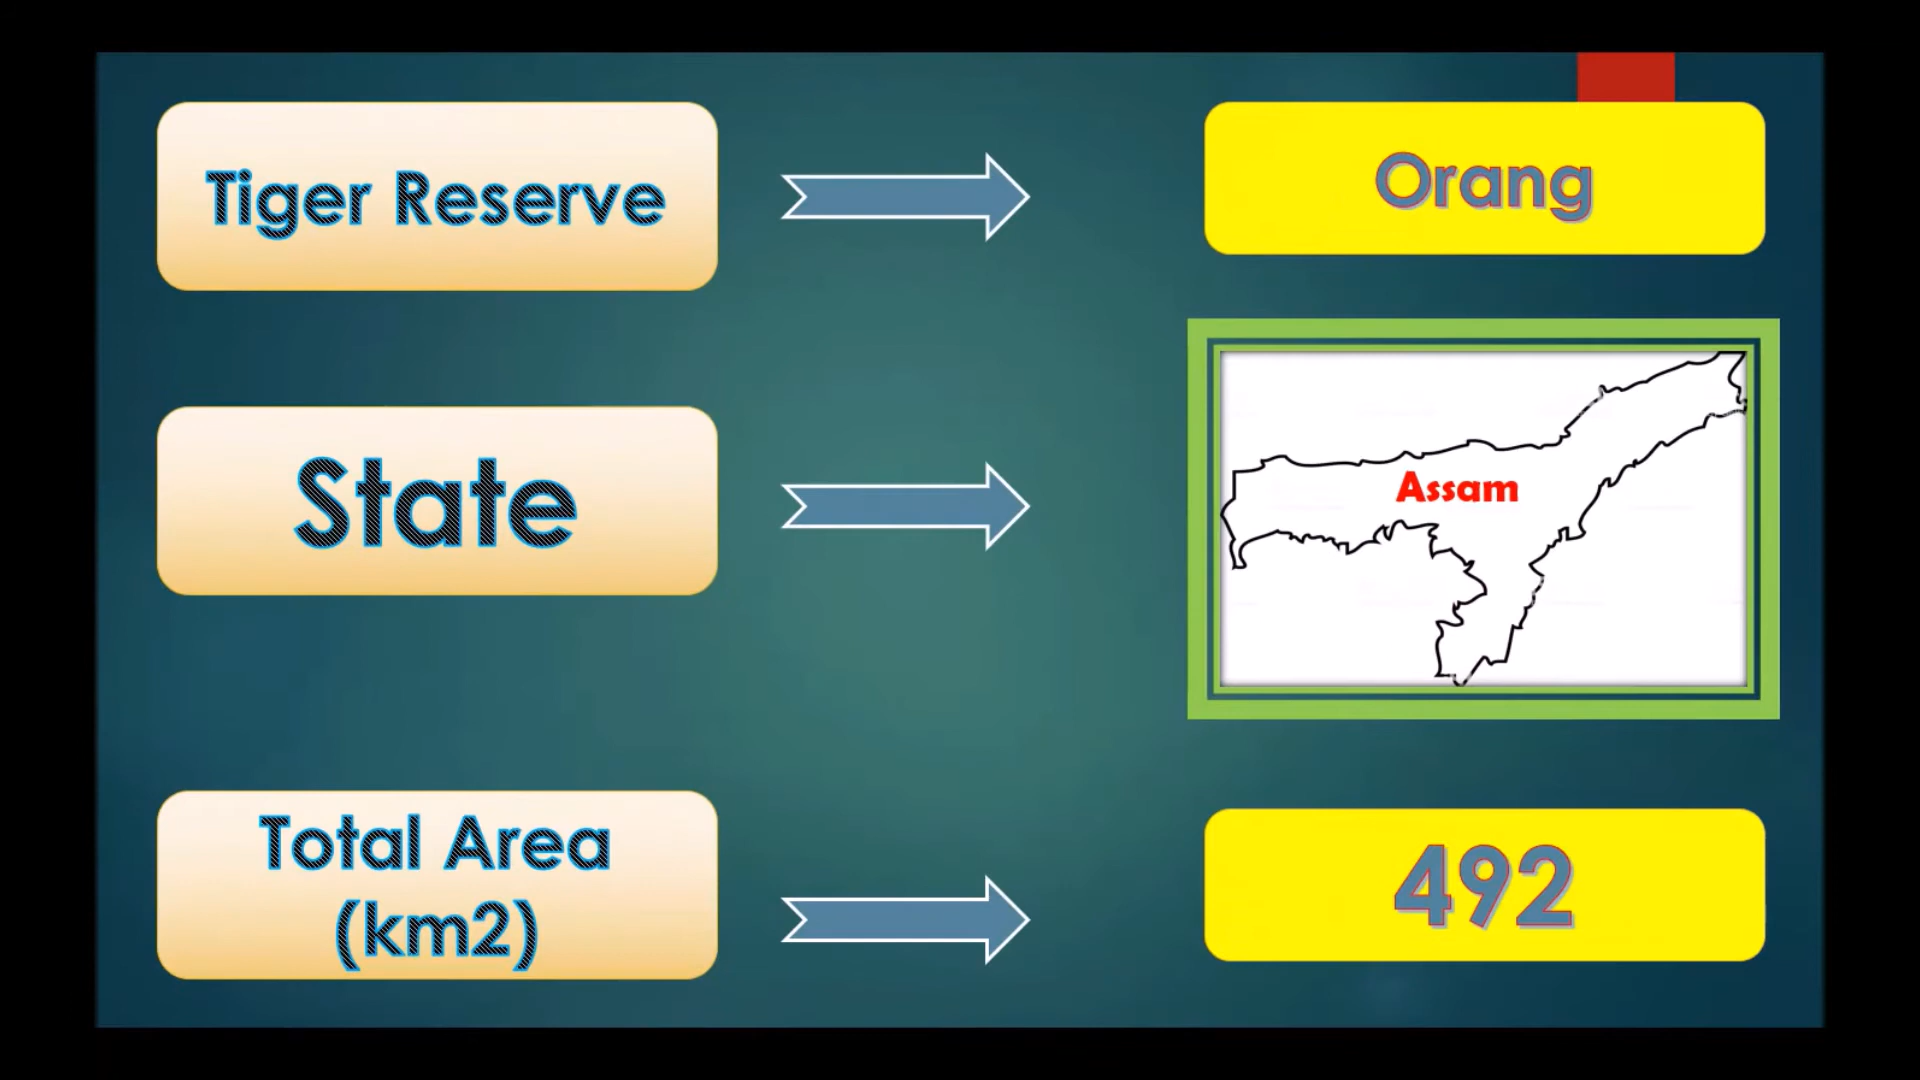 Tiger Reserve
Orang
State
Assam
Total Area
(km2)
492